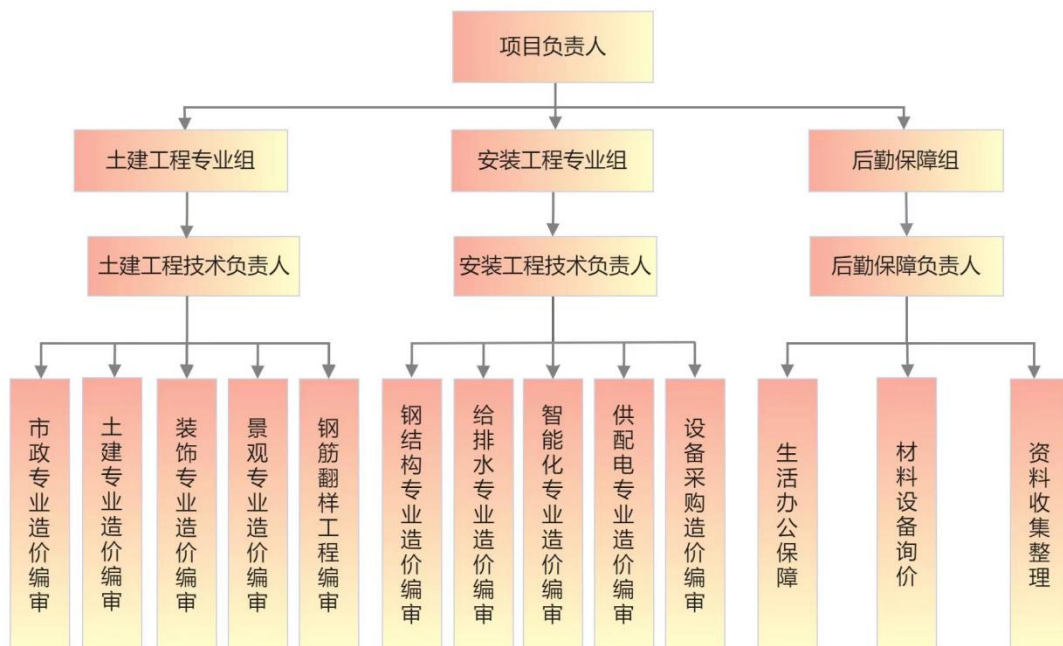 项目负责人
土建工程专业组
安装工程专业组
后勤保障组
土建工程技术负责人
安装工程技术负责人
后勤保障负责人
市政专业造价编审
土建专业造价编审
装饰专业造价编审
景观专业造价编审
钢筋翻样工程编审
钢结构专业造价编审
给排水专业造价编审
智能化专业造价编审
供配电专业造价编审
设备采购造价编审
生活办公保障
材料设备询价
资料收集整理